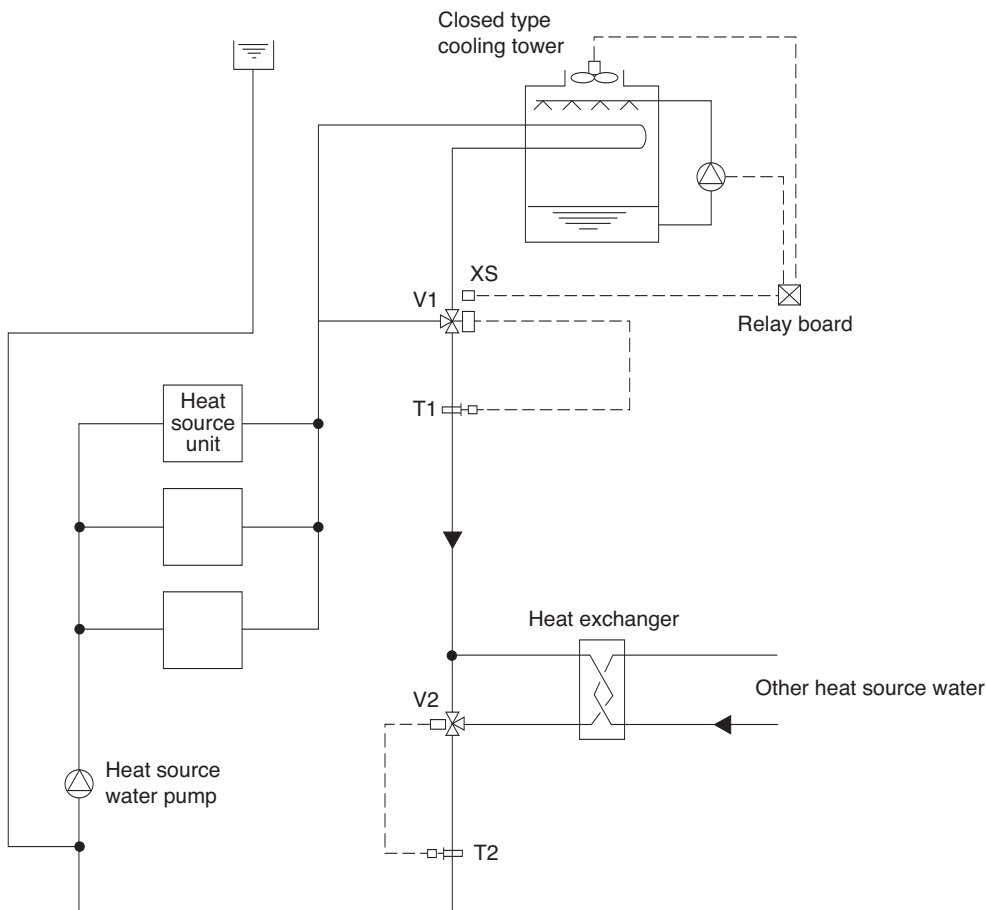 Closed type
cooling tower
XS
V1
Relay board
T1
Heat
source
unit
Heat exchanger
Other heat source water
V2
Heat source
water pump
T2